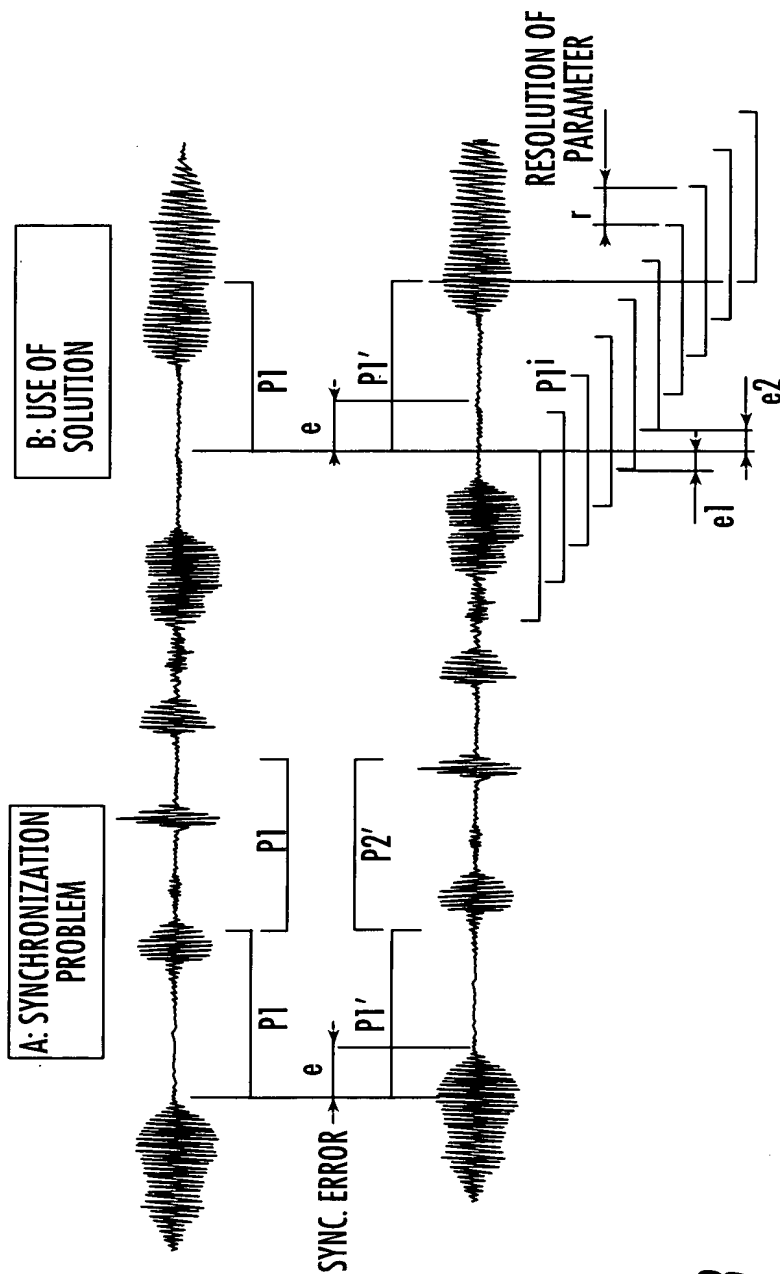 A: SYNCHRONIZATION
PROBLEM
B: USE OF
SOLUTION
P1
P1
P1
SYNC. ERROR
e
e
P1'
P2'
P1'
P1i
RESOLUTION OF
PARAMETER
r
e1
e2